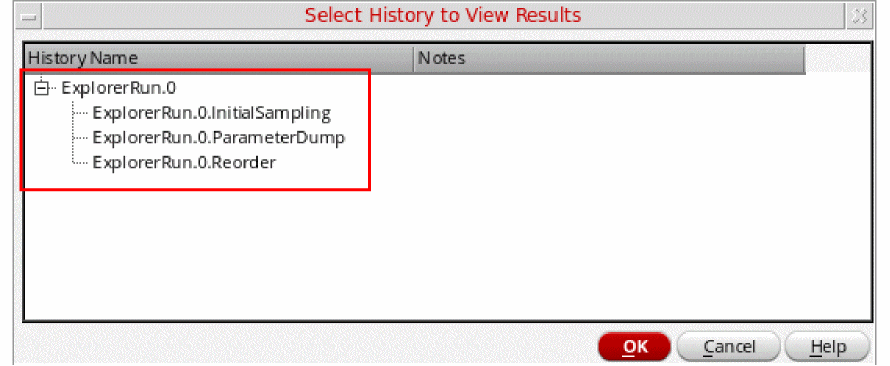 Select History to View Results
History Name Notes
ExplorerRun.0
ExplorerRun.0.InitialSampling
ExplorerRun.0.ParameterDump
ExplorerRun.0.Reorder
OK Cancel Help